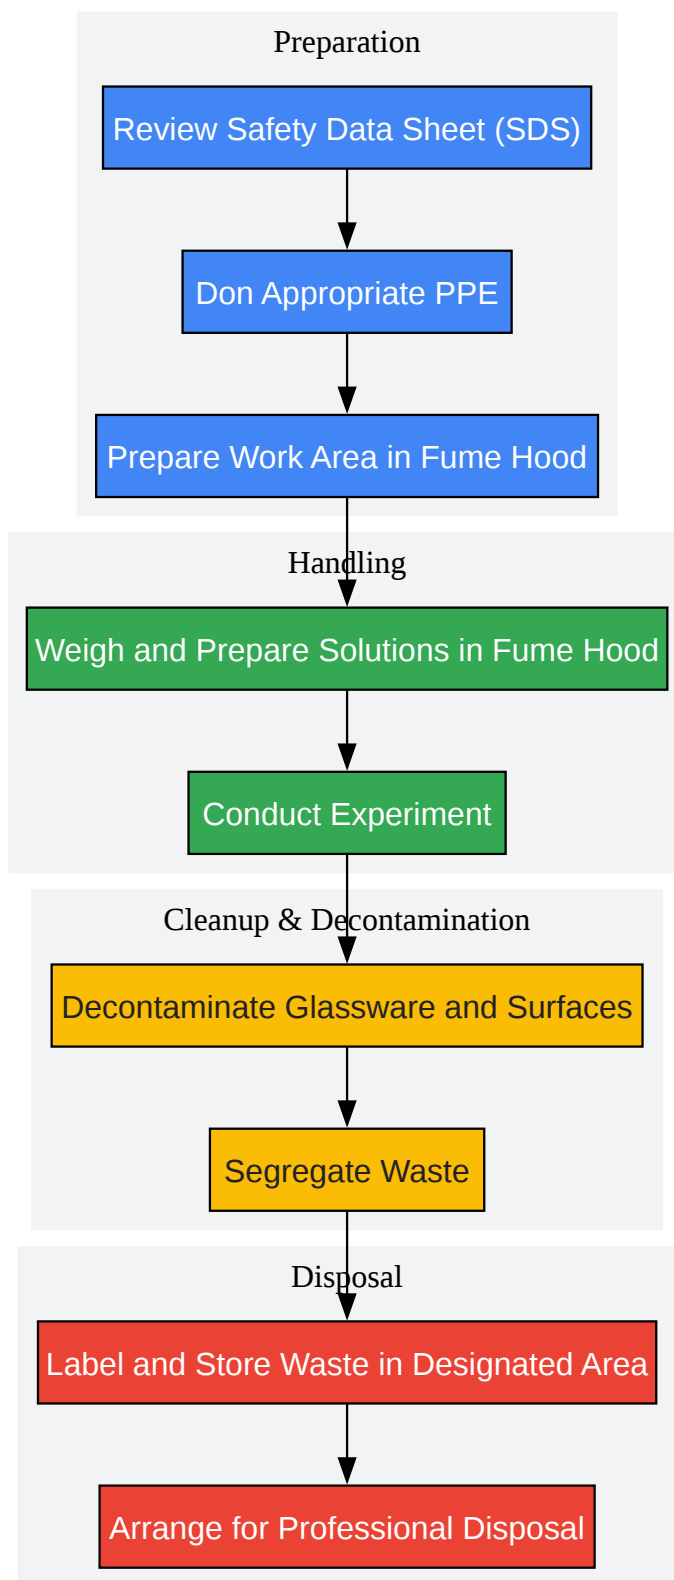 Preparation
Review Safety Data Sheet (SDS)
Don Appropriate PPE
Prepare Work Area in Fume Hood
Handling
Weigh and Prepare Solutions in Fume Hood
Conduct Experiment
Cleanup & Decontamination
Decontaminate Glassware and Surfaces
Segregate Waste
Disposal
Label and Store Waste in Designated Area
Arrange for Professional Disposal